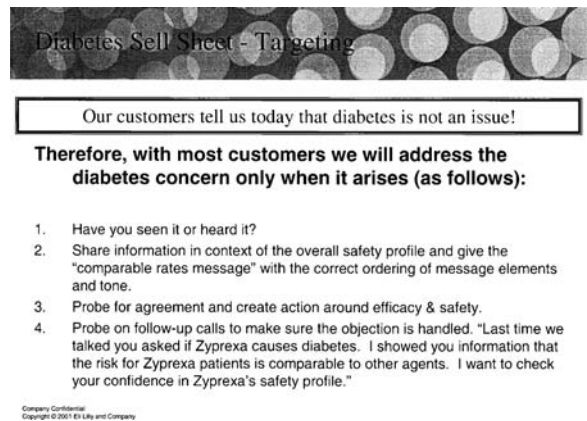 Diabetes Sell Sheet - Targeting
Our customers tell us today that diabetes is not an issue!
Therefore, with most customers we will address the
diabetes concern only when it arises (as follows):
1. Have you seen it or heard it?
2. Share information in context of the overall safety profile and give the
"comparable rates message" with the correct ordering of message elements
and tone.
3. Probe for agreement and create action around efficacy & safety.
4. Probe on follow-up calls to make sure the objection is handled. "Last time we
talked you asked if Zyprexa causes diabetes. I showed you information that
the risk for Zyprexa patients is comparable to other agents. I want to check
your confidence in Zyprexa's safety profile."
Company Confidential
Copyright © 2001 Eli Lilly and Company